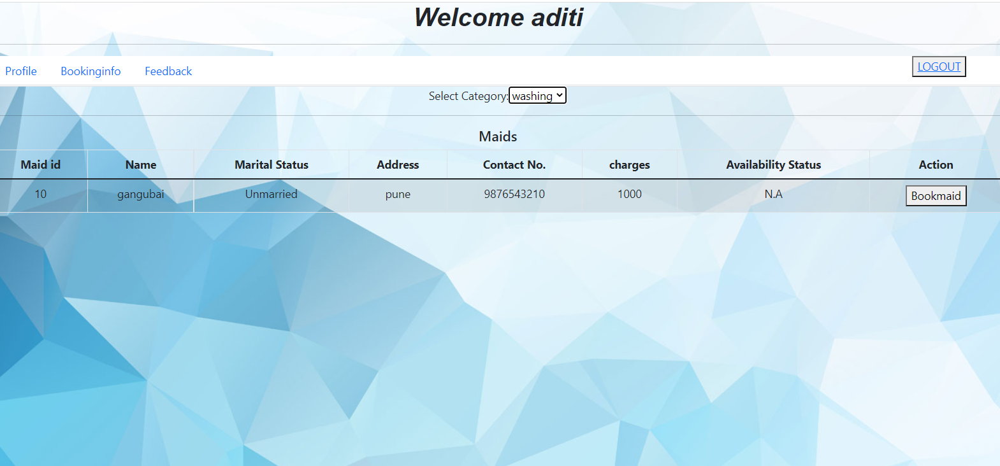 Welcome aditi
Profile Bookinginfo Feedback LOGOUT
Select Category: washing
Maids
Maid id Name Marital Status Address Contact No. charges Availability Status Action
10 gangubai Unmarried pune 9876543210 1000 N.A Bookmaid